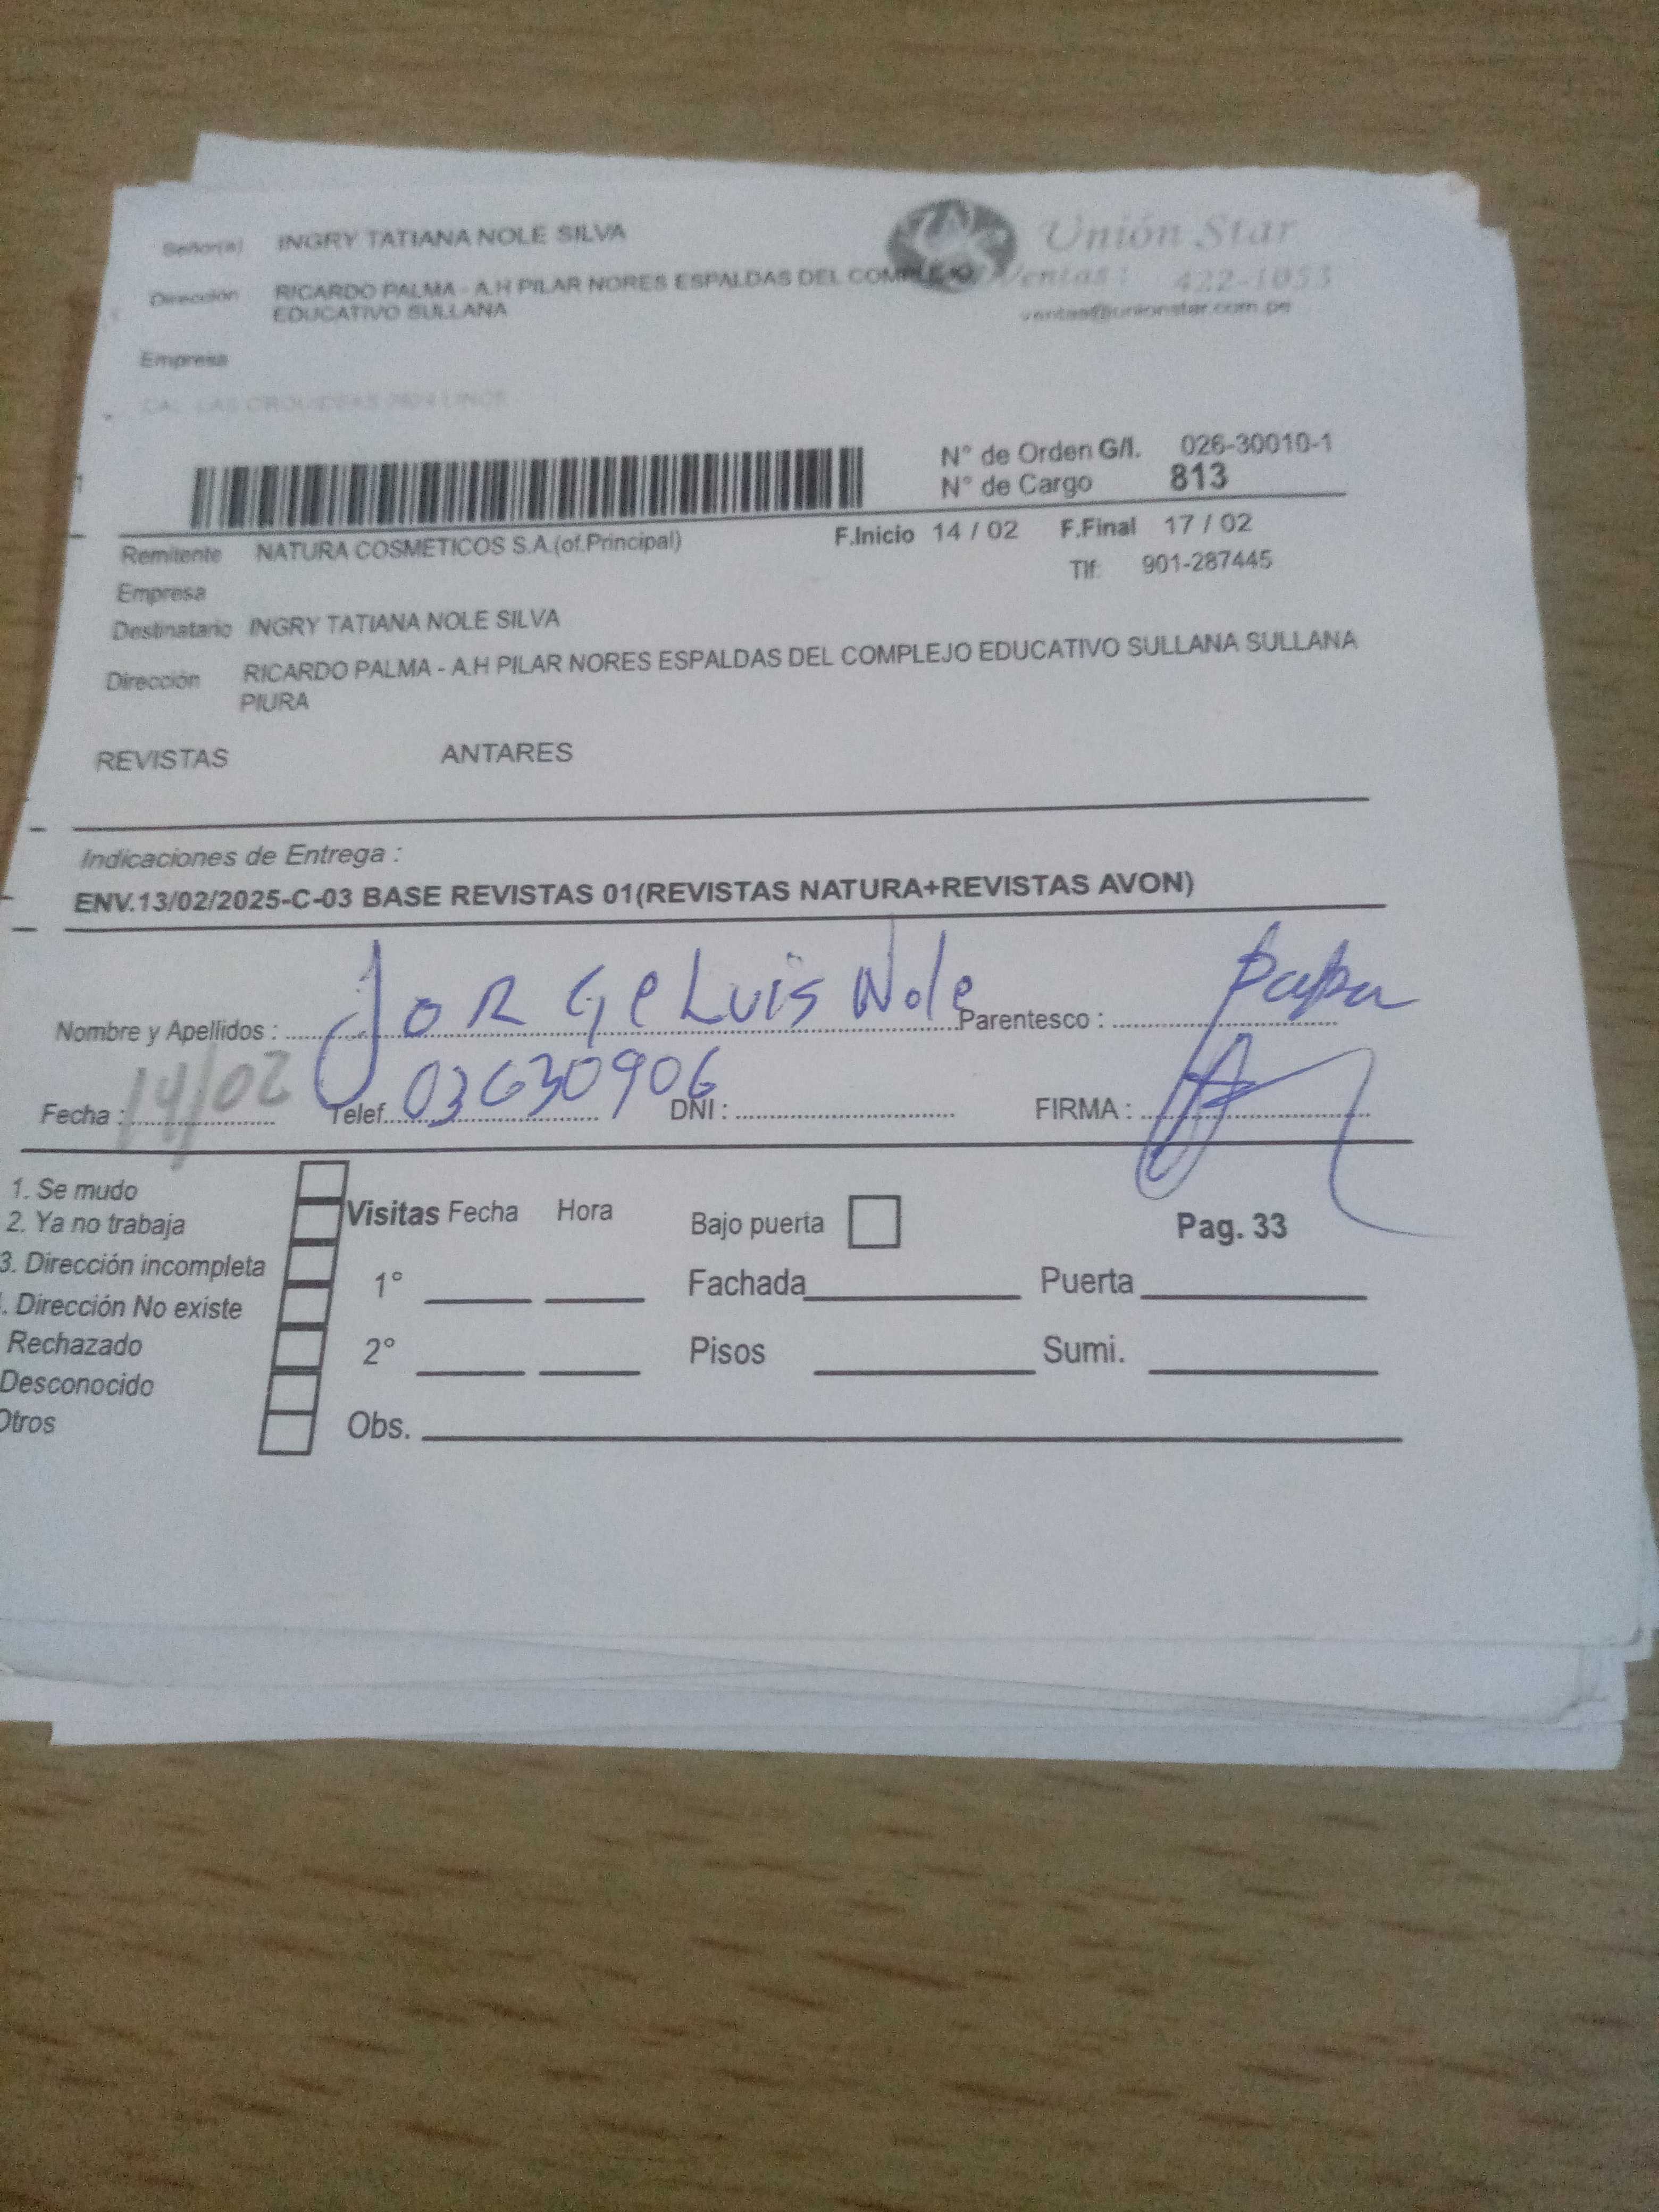 Señor(a) INGRY TATIANA NOLE SILVA
Unión Star
Dirección RICARDO PALMA - A.H PILAR NORES ESPALDAS DEL COMPLEJO
EDUCATIVO SULLANA
Ventas: 422-1053
ventas@unionstar.com.pe
Empresa
N° de Orden G/I. 026-30010-1
N° de Cargo 813
Remitente NATURA COSMETICOS S.A.(of.Principal) F.Inicio 14 / 02 F.Final 17 / 02
Empresa Tlf: 901-287445
Destinatario INGRY TATIANA NOLE SILVA
Dirección RICARDO PALMA - A.H PILAR NORES ESPALDAS DEL COMPLEJO EDUCATIVO SULLANA SULLANA
PIURA
REVISTAS ANTARES
Indicaciones de Entrega :
ENV.13/02/2025-C-03 BASE REVISTAS 01(REVISTAS NATURA+REVISTAS AVON)
Nombre y Apellidos : JORGe Luis Nole Parentesco : papa
Fecha : 14/02 Telef. 03630906 DNI : FIRMA :
1. Se mudo
2. Ya no trabaja
3. Dirección incompleta
. Dirección No existe
Rechazado
Desconocido
Otros
Visitas Fecha Hora Bajo puerta Pag. 33
1° Fachada Puerta
2° Pisos Sumi.
Obs.